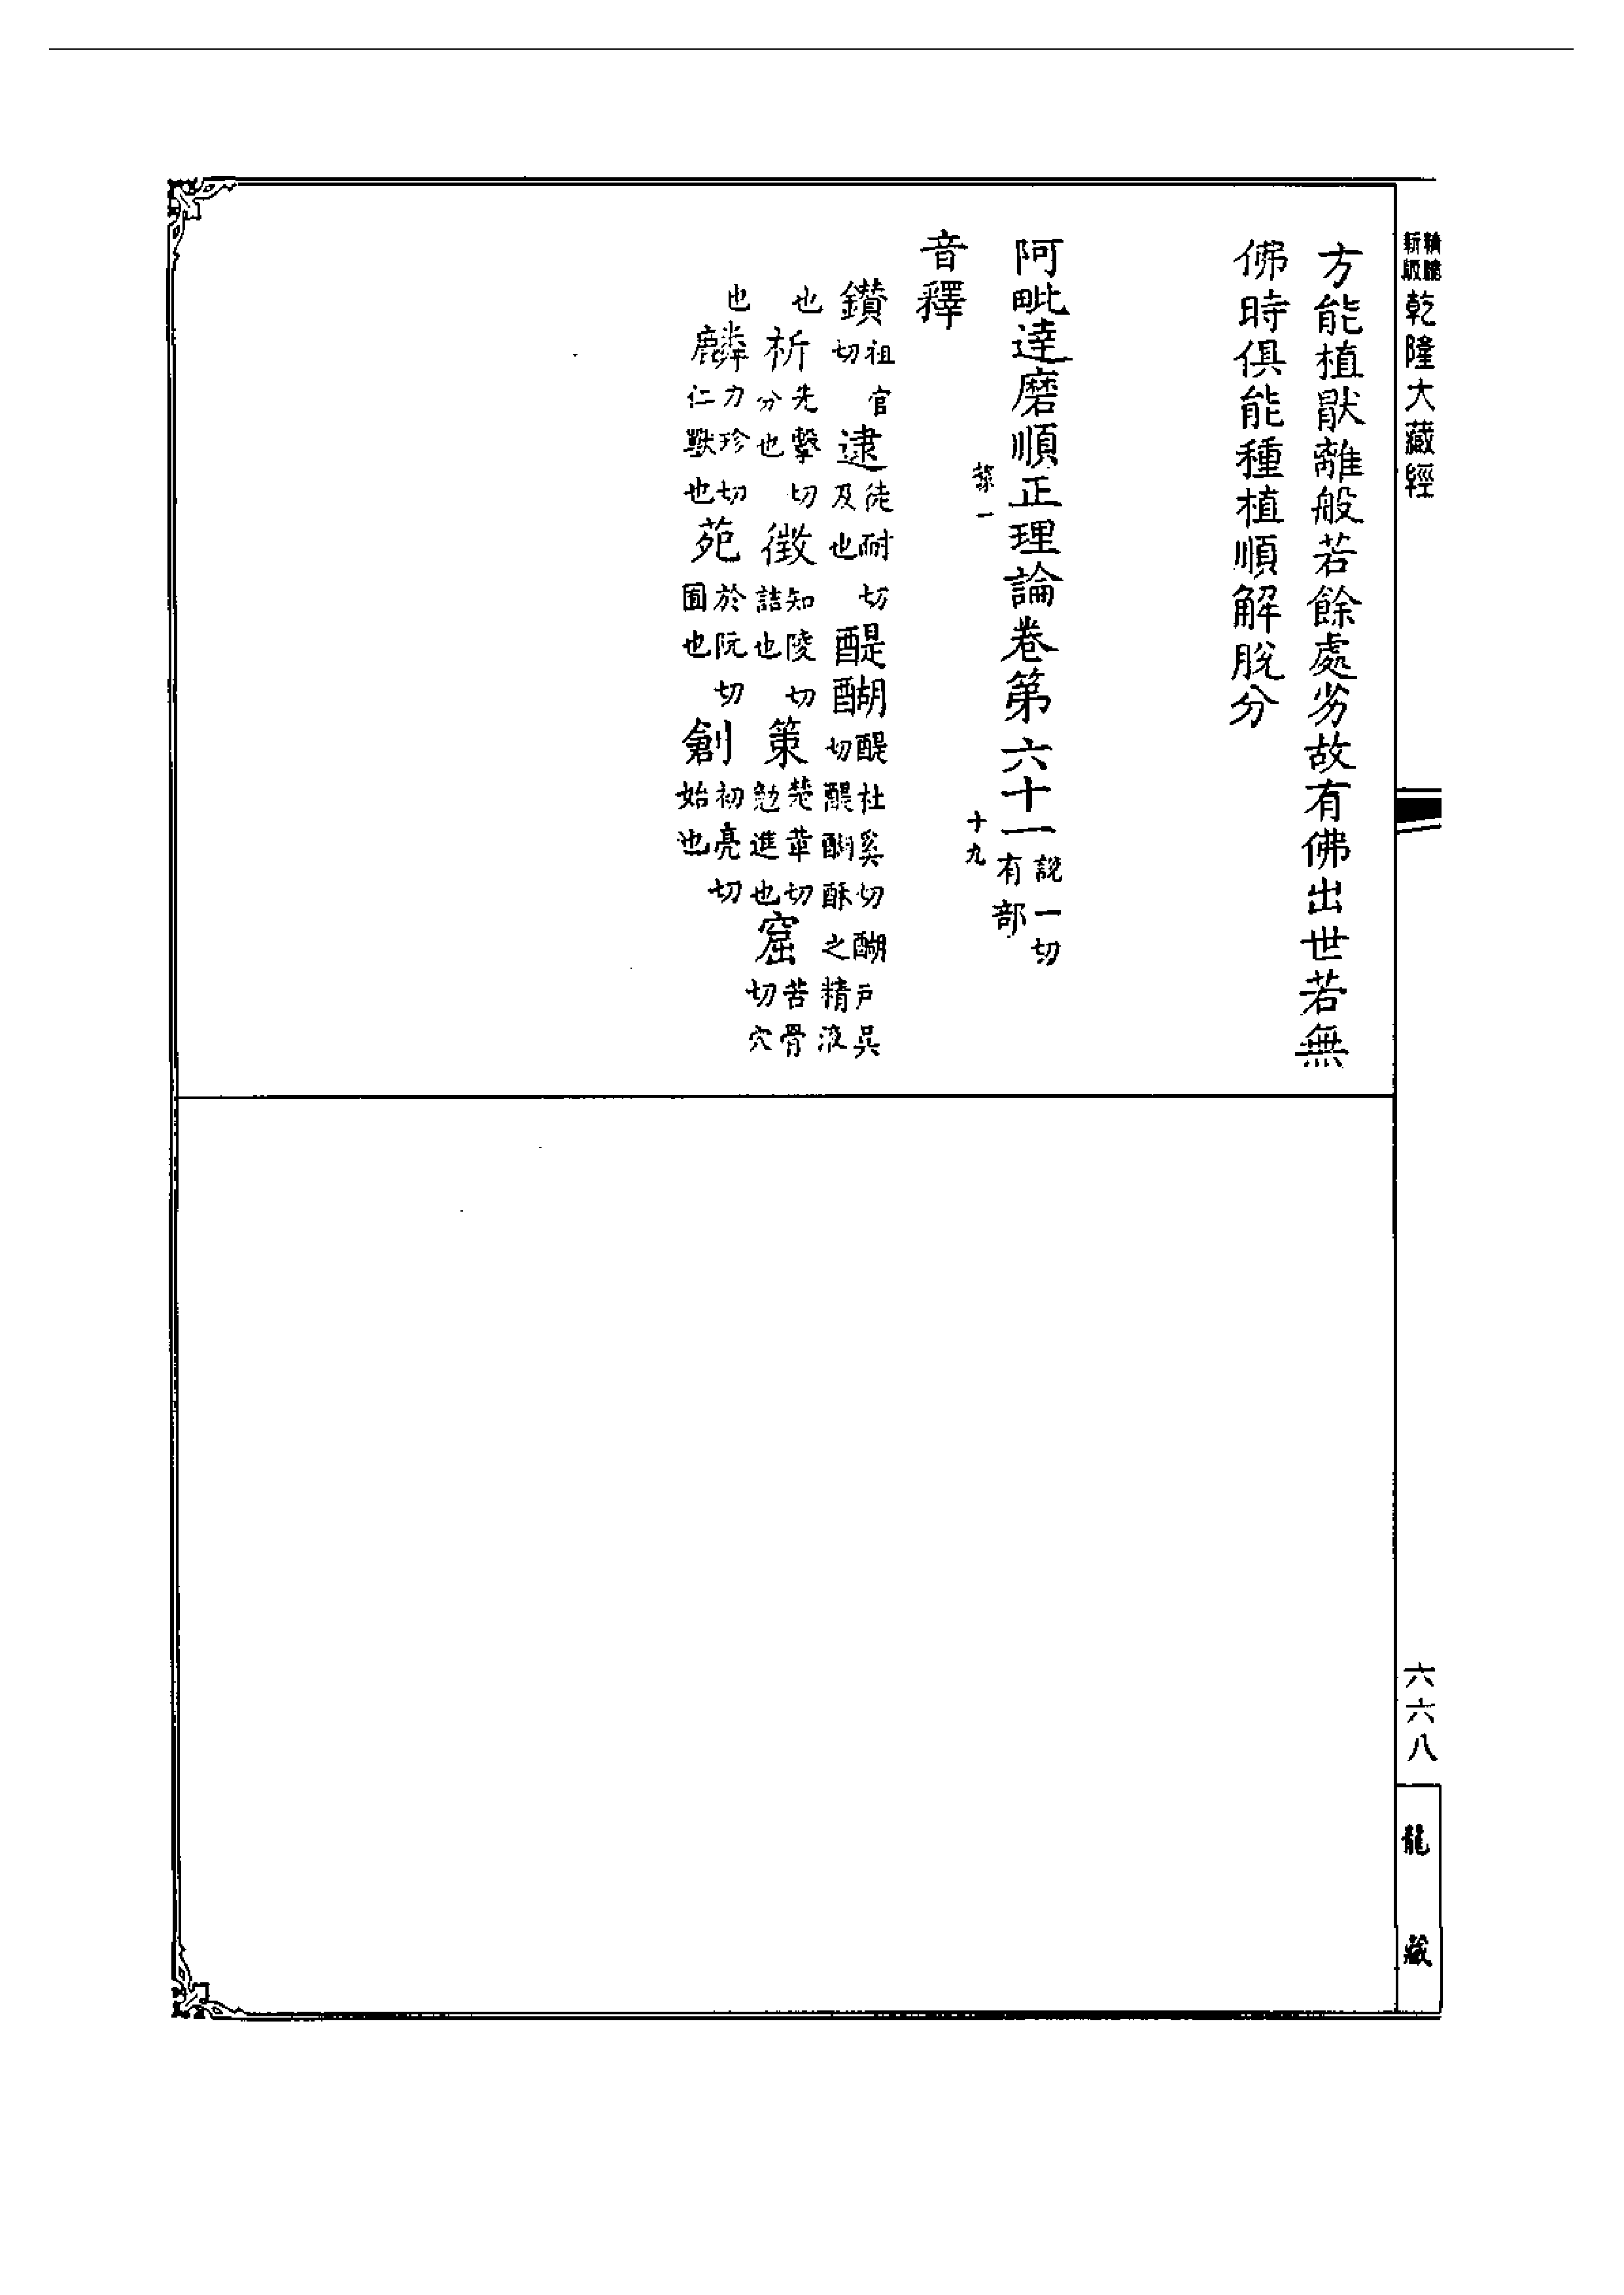 精雕新版乾隆大藏經
方能植厭離般若餘處劣故有佛出世若無
佛時俱能種植順解脫分
阿毗達磨順正理論卷第六十一說一切有部
一
十九
音釋
鑽祖官切逮徒耐切及也醍醐醍杜奚切醐戶吳切醍醐酥之精液
也析先擊切分也徵知陵切詰也策楚革切勉進也窟苦骨切穴
也麟力珍切仁獸也苑於阮切囿也創初亮切始也
六六八
龍藏